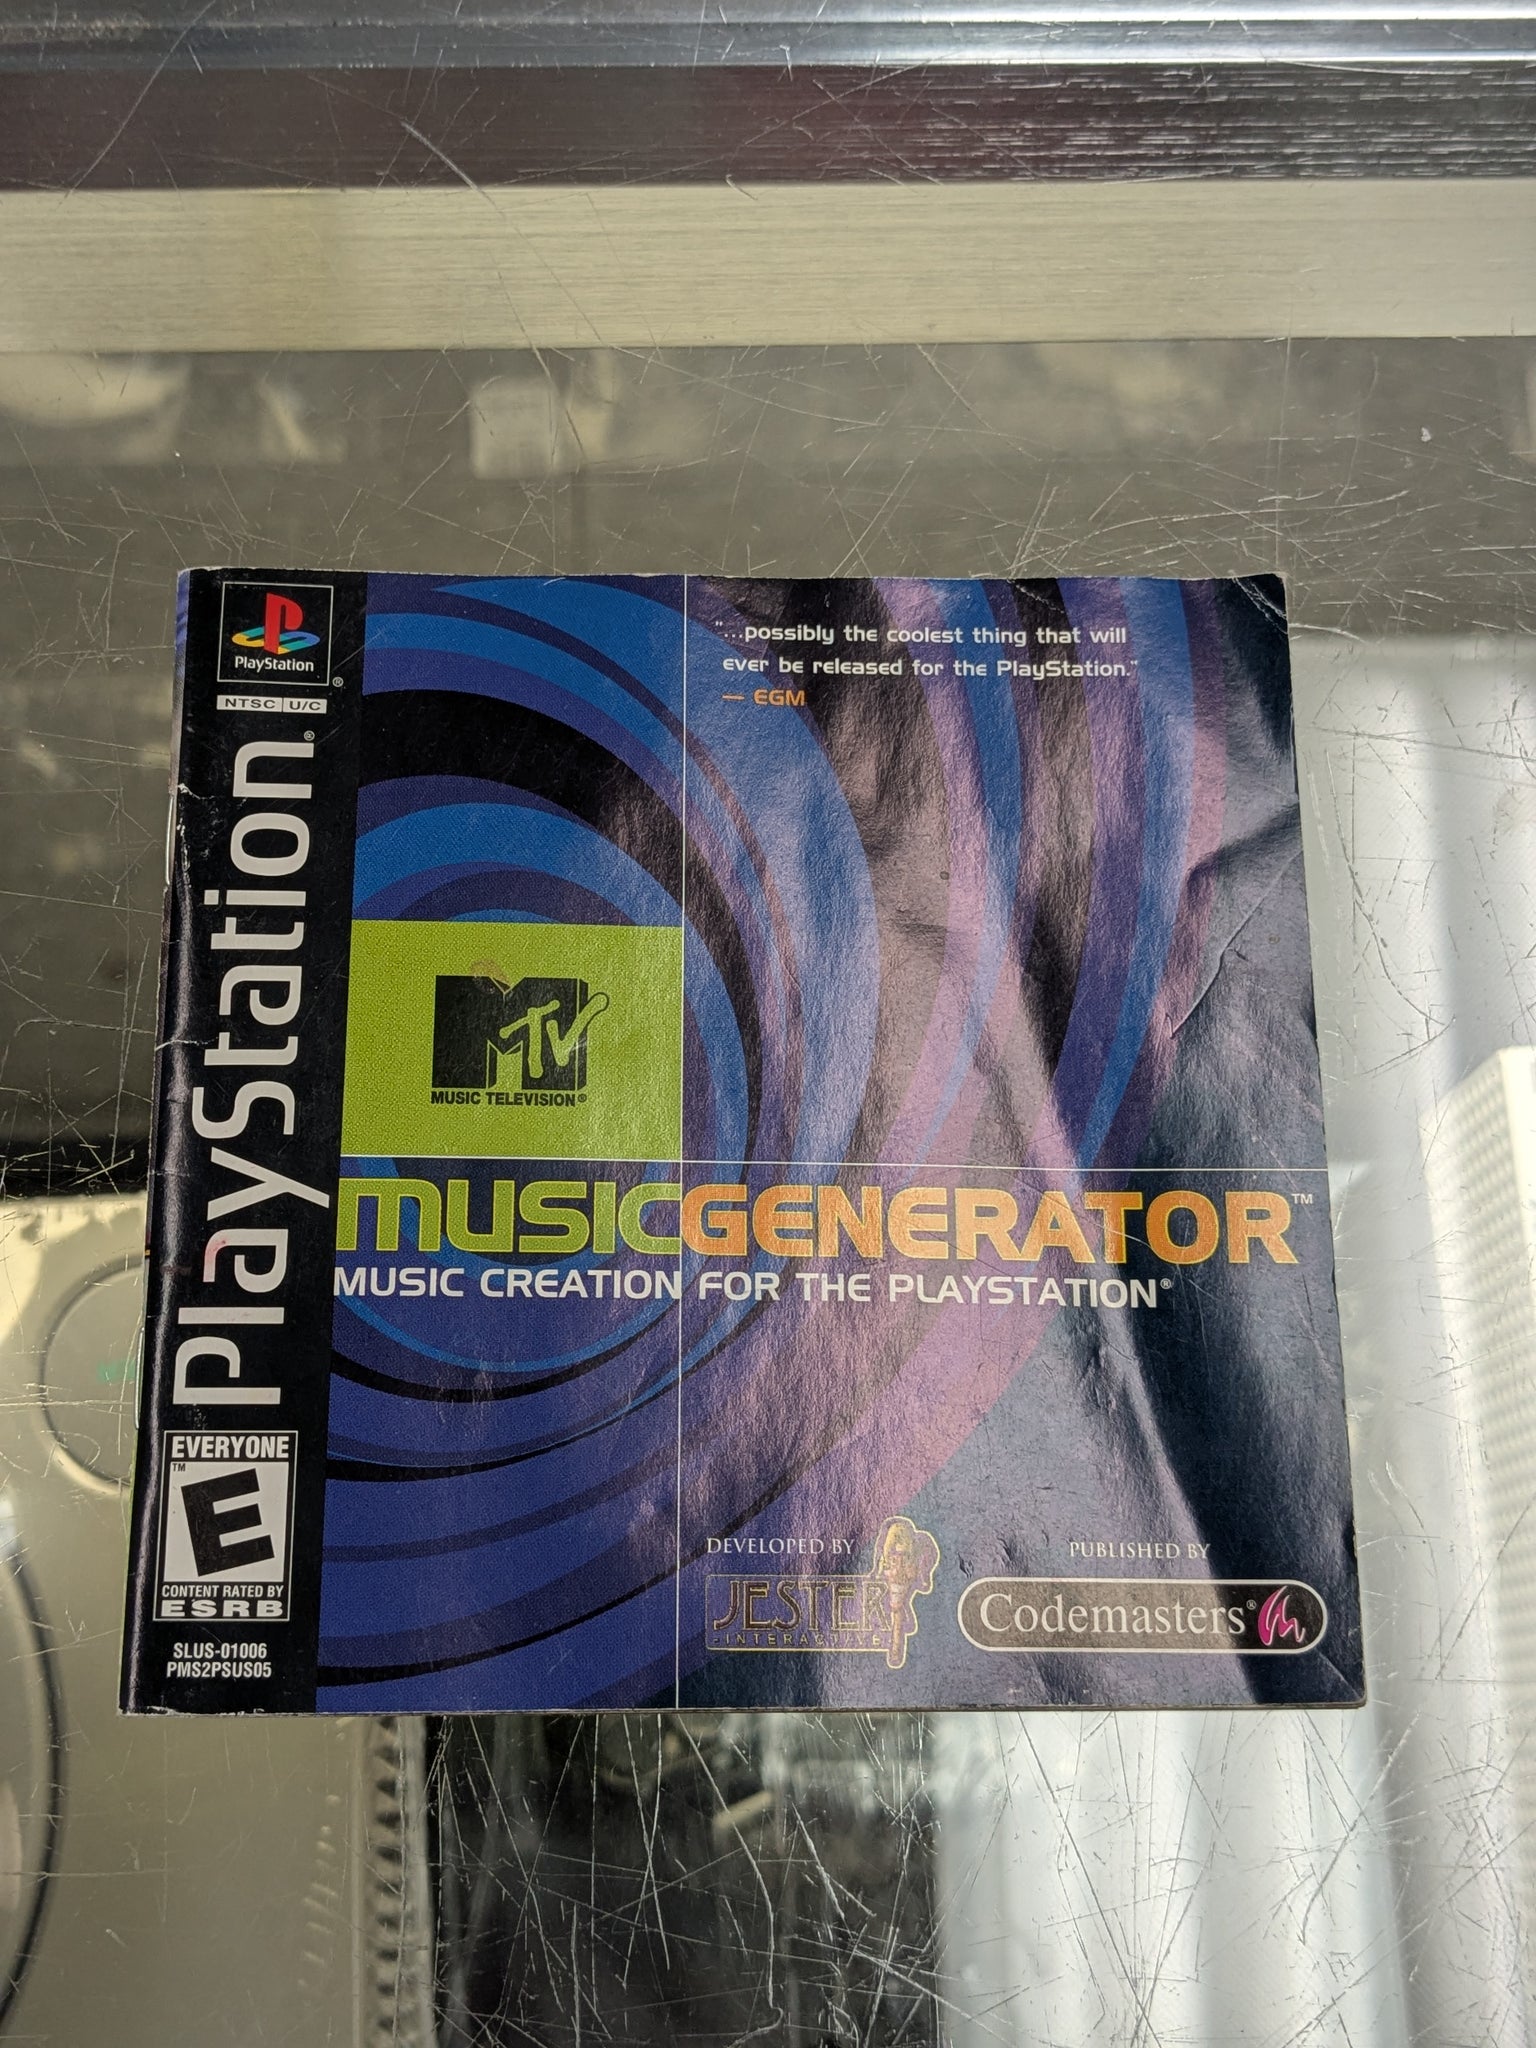 PlayStation
NTSC U/C
PlayStation®
EVERYONE
E™
CONTENT RATED BY
ESRB
SLUS-01006
PMS2PSUS05
"...possibly the coolest thing that will
ever be released for the PlayStation."
— EGM
MTV
MUSIC TELEVISION®
MUSICGENERATOR™
MUSIC CREATION FOR THE PLAYSTATION®
DEVELOPED BY
JESTER
INTERACTIVE
PUBLISHED BY
Codemasters®